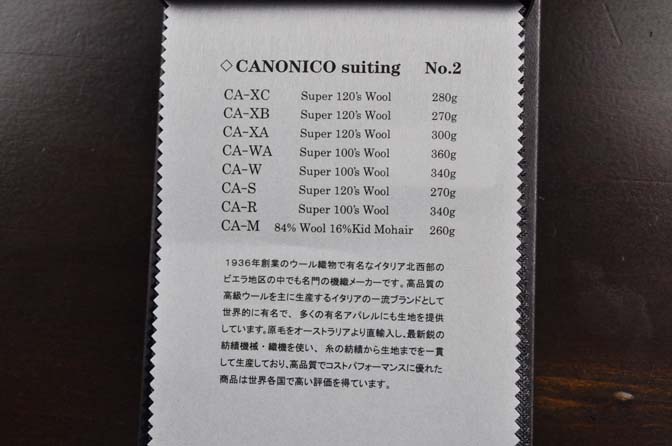 ◇CANONICO suiting No.2
CA-XC Super 120's Wool 280g
CA-XB Super 120's Wool 270g
CA-XA Super 120's Wool 300g
CA-WA Super 100's Wool 360g
CA-W Super 100's Wool 340g
CA-S Super 120's Wool 270g
CA-R Super 100's Wool 340g
CA-M 84% Wool 16%Kid Mohair 260g
1936年創業のウール織物で有名なイタリア北西部の
ビエラ地区の中でも名門の機織メーカーです。高品質の
高級ウールを主に生産するイタリアの一流ブランドとして
世界的に有名で、多くの有名アパレルにも生地を提供
しています。原毛をオーストラリアより直輸入し、最新鋭の
紡績機械・織機を使い、糸の紡績から生地までを一貫
して生産しており、高品質でコストパフォーマンスに優れた
商品は世界各国で高い評価を得ています。